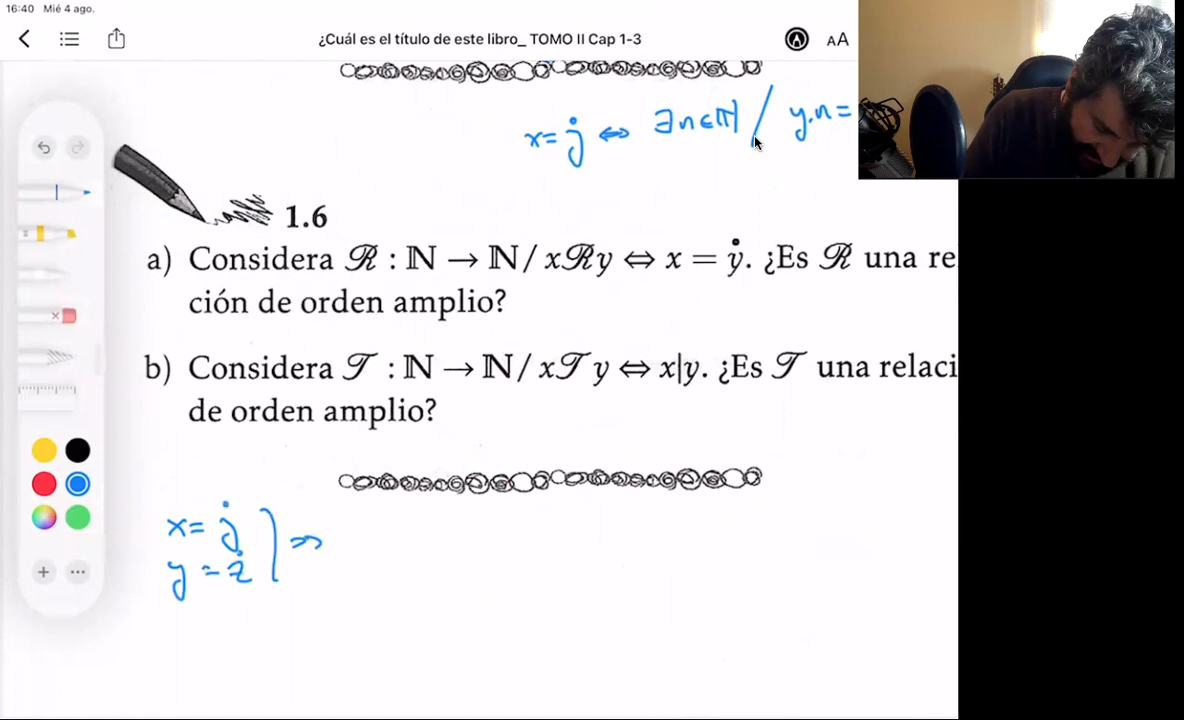 16:40 Mié 4 ago.
¿Cuál es el título de este libro_ TOMO II Cap 1-3
AA
x= ẏ ⇔ ∃n∈ℕ / y.n=
1.6
a) Considera ℛ : ℕ → ℕ / xℛy ⇔ x = ẏ. ¿Es ℛ una re
ción de orden amplio?
b) Considera 𝒯 : ℕ → ℕ / x𝒯y ⇔ x|y. ¿Es 𝒯 una relaci
de orden amplio?
x= ẏ
y = ż } ⇒